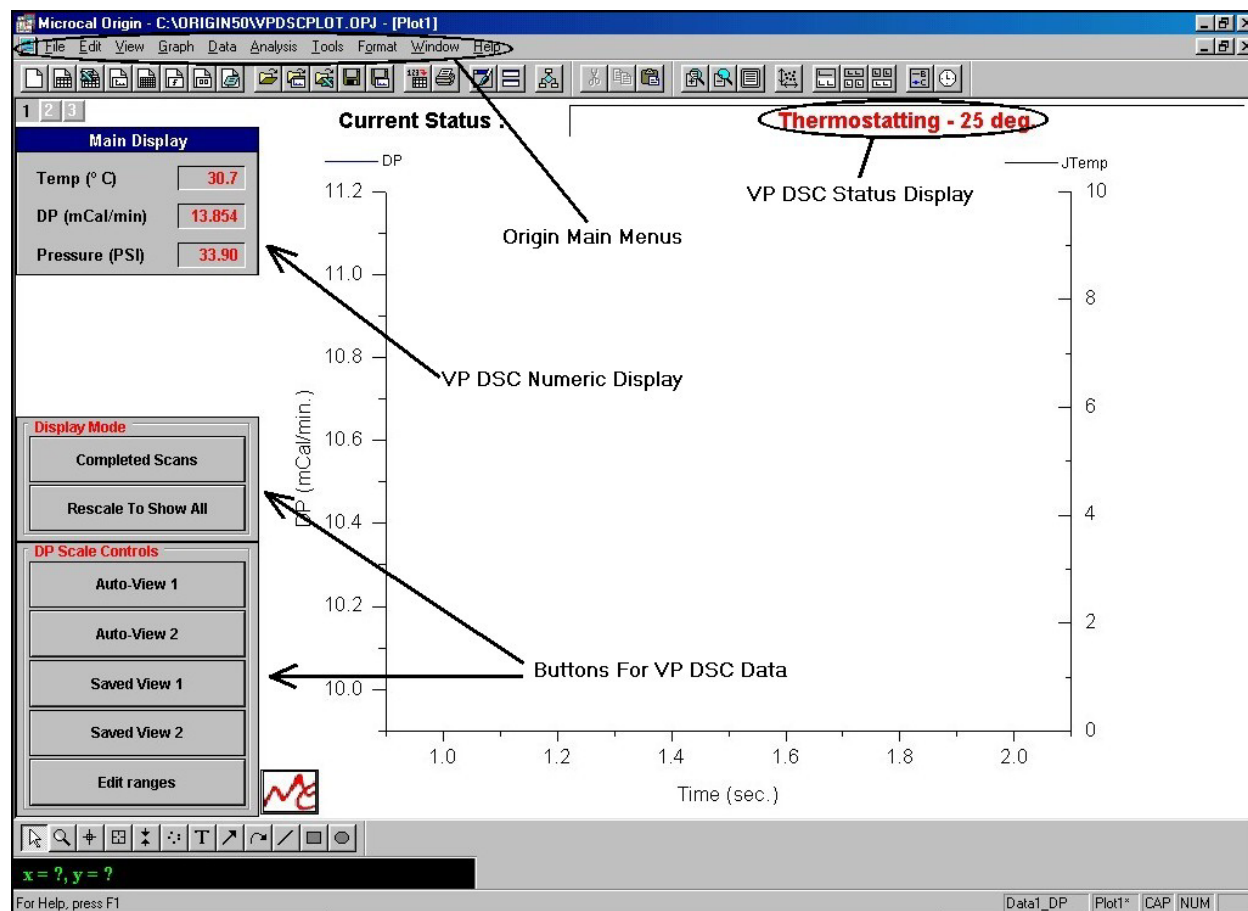 Microcal Origin - C:\ORIGIN50\VPDSCPLOT.OPJ - [Plot1]
File Edit View Graph Data Analysis Tools Format Window Help
1 2 3
Current Status :
Thermostatting - 25 deg
Main Display
Temp (º C) 30.7
DP (mCal/min) 13.854
Pressure (PSI) 33.90
DP
JTemp
VP DSC Status Display
Origin Main Menus
VP DSC Numeric Display
11.2
11.0
10.8
10.6
10.4
10.2
10.0
DP (mCal/min.)
10
8
6
4
2
0
Display Mode
Completed Scans
Rescale To Show All
DP Scale Controls
Auto-View 1
Auto-View 2
Saved View 1
Saved View 2
Edit ranges
Buttons For VP DSC Data
1.0 1.2 1.4 1.6 1.8 2.0
Time (sec.)
T
x = ?, y = ?
For Help, press F1
Data1_DP Plot1* CAP NUM